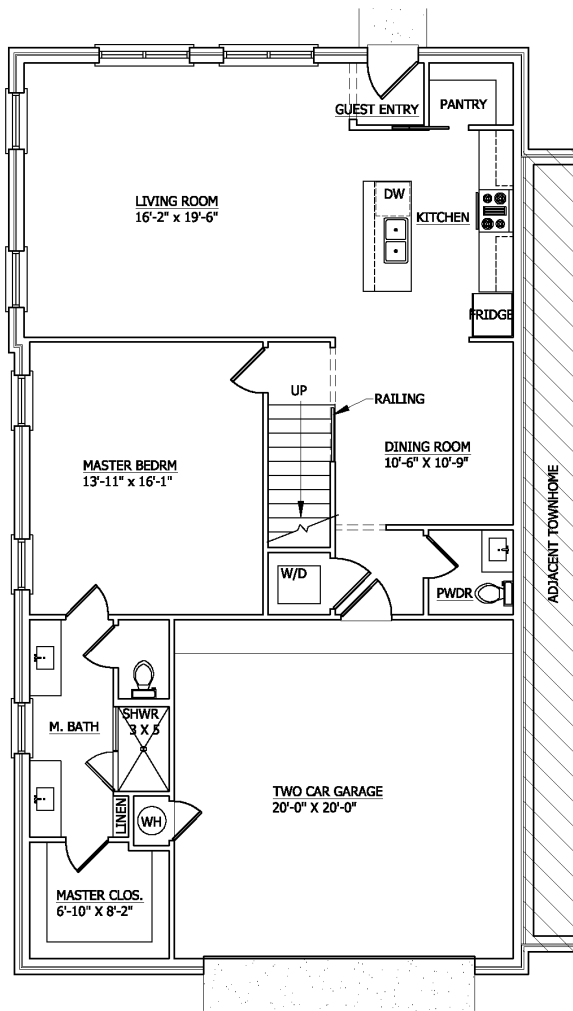 GUEST ENTRY
PANTRY
LIVING ROOM
16'-2" x 19'-6"
DW
KITCHEN
FRIDGE
UP
RAILING
MASTER BEDRM
13'-11" x 16'-1"
DINING ROOM
10'-6" X 10'-9"
ADJACENT TOWNHOME
W/D
PWDR
M. BATH
SHWR
3 X 5
TWO CAR GARAGE
20'-0" X 20'-0"
LINEN
WH
MASTER CLOS.
6'-10" X 8'-2"